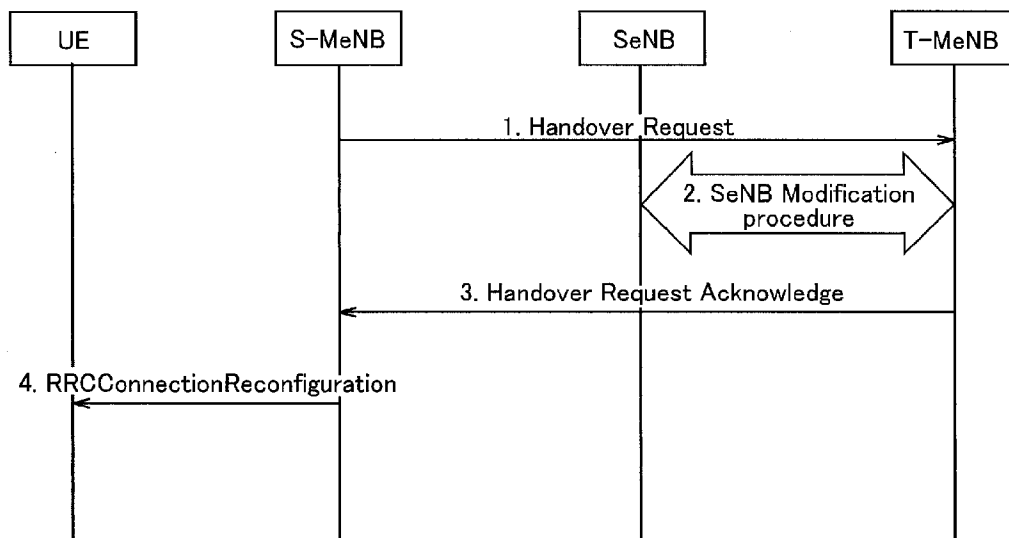 UE
S-MeNB
SeNB
T-MeNB
1. Handover Request
2. SeNB Modification
procedure
3. Handover Request Acknowledge
4. RRCConnectionReconfiguration